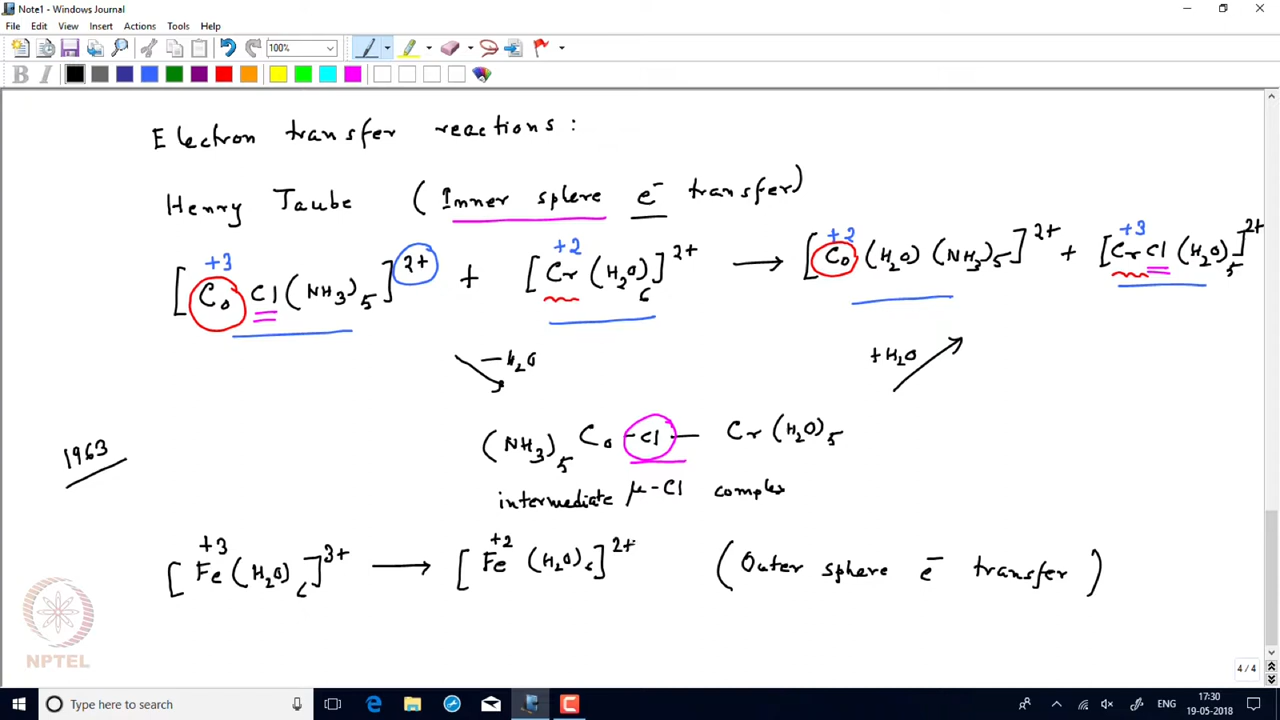 Note1 - Windows Journal
File Edit View Insert Actions Tools Help
100%
B I
Electron transfer reactions :
Henry Taube ( Inner sphere e⁻ transfer)
+3 +2 +2 +3
[Co Cl (NH₃)₅]²⁺ + [Cr (H₂O)₆]²⁺ → [Co (H₂O) (NH₃)₅]²⁺ + [Cr Cl (H₂O)₅]²⁺
-H₂O +H₂O
(NH₃)₅ Co - Cl - Cr (H₂O)₅
1963
intermediate μ-Cl complex
+3 +2
[Fe (H₂O)₆]³⁺ → [Fe (H₂O)₆]²⁺ (Outer sphere e⁻ transfer)
NPTEL
4 / 4
Type here to search
ENG
17:30
19-05-2018